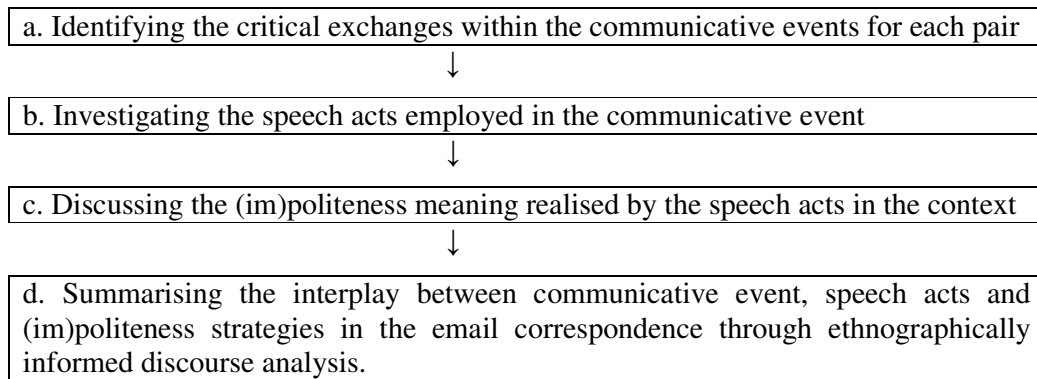 a. Identifying the critical exchanges within the communicative events for each pair
↓
b. Investigating the speech acts employed in the communicative event
↓
c. Discussing the (im)politeness meaning realised by the speech acts in the context
↓
d. Summarising the interplay between communicative event, speech acts and
(im)politeness strategies in the email correspondence through ethnographically
informed discourse analysis.